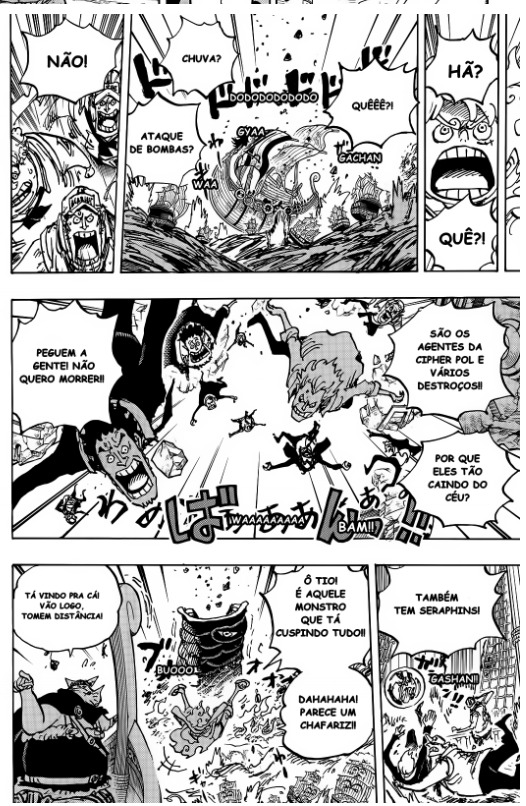 NÃO!
CHUVA?
DODODODODODO
QUÊÊÊ?!
ATAQUE
DE BOMBAS?
GYAA
GACHAN
WAA
HÃ?
QUÊ?!
PEGUEM A
GENTE! NÃO
QUERO MORRER!!
SÃO OS
AGENTES DA
CIPHER POL E
VÁRIOS
DESTROÇOS!!
POR QUE
ELES TÃO
CAINDO DO
CÉU?
WAAAAAAAAA
BAM!!
TÁ VINDO PRA CÁ!
VÃO LOGO,
TOMEM DISTÂNCIA!
BUOOO
Ô TIO!
É AQUELE
MONSTRO
QUE TÁ
CUSPINDO TUDO!!
DAHAHAHA!
PARECE UM
CHAFARIZ!!
TAMBÉM
TEM SERAPHINS!
GASHAN!!